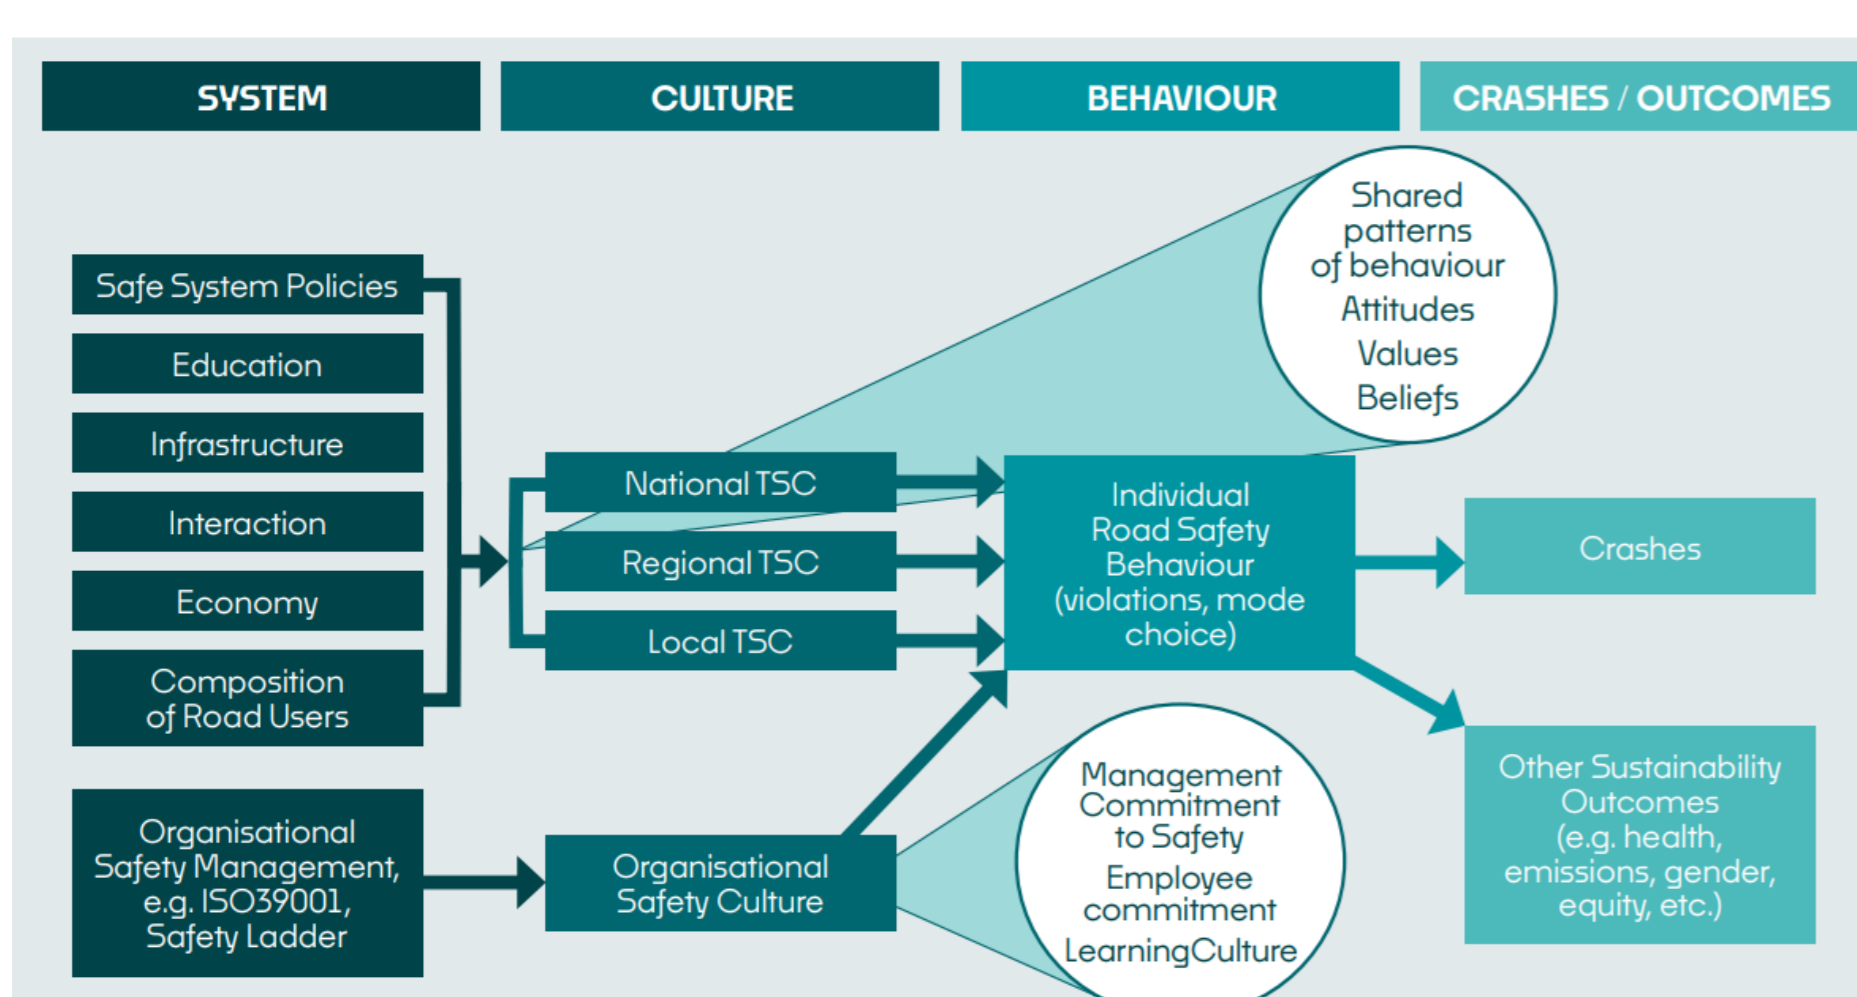 SYSTEM
CULTURE
BEHAVIOUR
CRASHES / OUTCOMES
Safe System Policies
Education
Infrastructure
Interaction
Economy
Composition
of Road Users
Organisational
Safety Management,
e.g. ISO39001,
Safety Ladder
National TSC
Regional TSC
Local TSC
Organisational
Safety Culture
Shared
patterns
of behaviour
Attitudes
Values
Beliefs
Individual
Road Safety
Behaviour
(violations, mode
choice)
Management
Commitment
to Safety
Employee
commitment
LearningCulture
Crashes
Other Sustainability
Outcomes
(e.g. health,
emissions, gender,
equity, etc.)